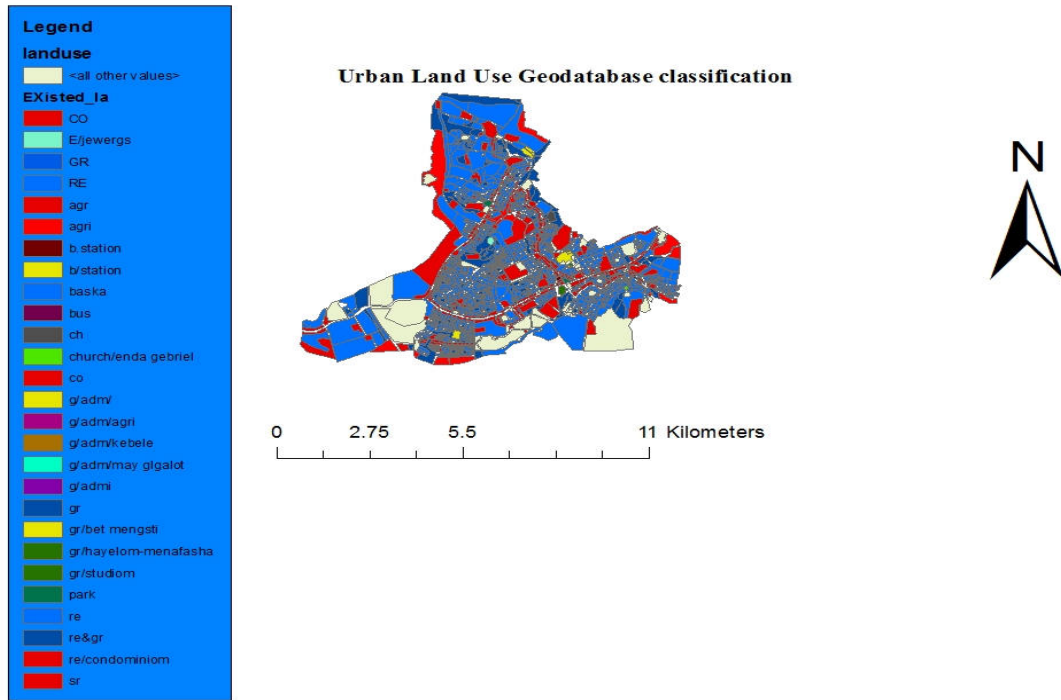 Legend
landuse
<all other values>
EXisted_la
CO
E/jewergs
GR
RE
agr
agri
b.station
b/station
baska
bus
ch
church/enda gebriel
co
g/adm/
g/adm/agri
g/adm/kebele
g/adm/may glgalot
g/admi
gr
gr/bet mengsti
gr/hayelom-menafasha
gr/studiom
park
re
re&gr
re/condominiom
sr
Urban Land Use Geodatabase classification
N
0 2.75 5.5 11 Kilometers